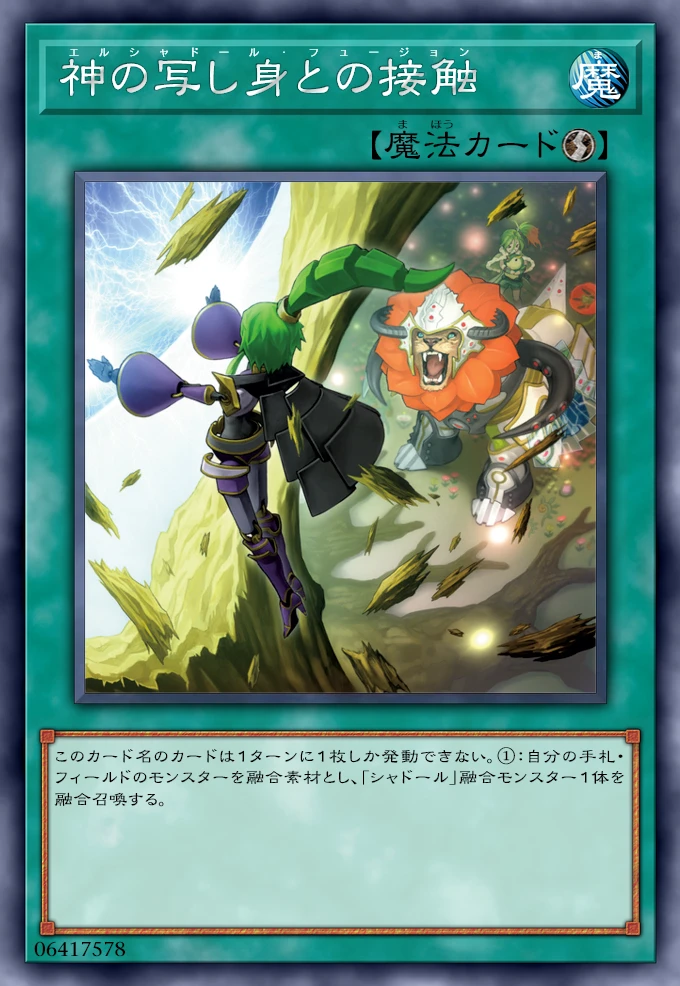 エルシャドール・フュージョン
神の写し身との接触
ま
魔
まほう
【魔法カード】
このカード名のカードは1ターンに1枚しか発動できない。①：自分の手札・
フィールドのモンスターを融合素材とし、「シャドール」融合モンスター1体を
融合召喚する。
06417578